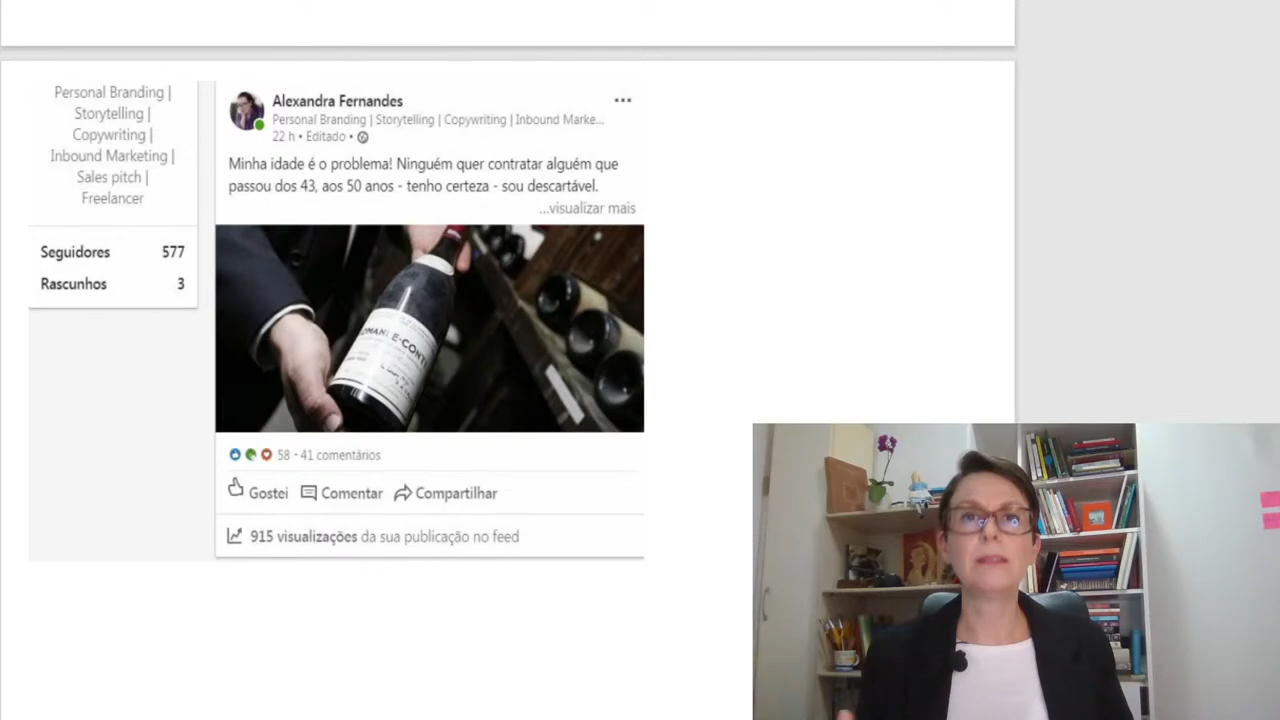 Personal Branding |
Storytelling |
Copywriting |
Inbound Marketing |
Sales pitch |
Freelancer
Seguidores 577
Rascunhos 3
Alexandra Fernandes
Personal Branding | Storytelling | Copywriting | Inbound Marke...
22 h • Editado •
Minha idade é o problema! Ninguém quer contratar alguém que
passou dos 43, aos 50 anos - tenho certeza - sou descartável.
...visualizar mais
58 - 41 comentários
Gostei Comentar Compartilhar
915 visualizações da sua publicação no feed